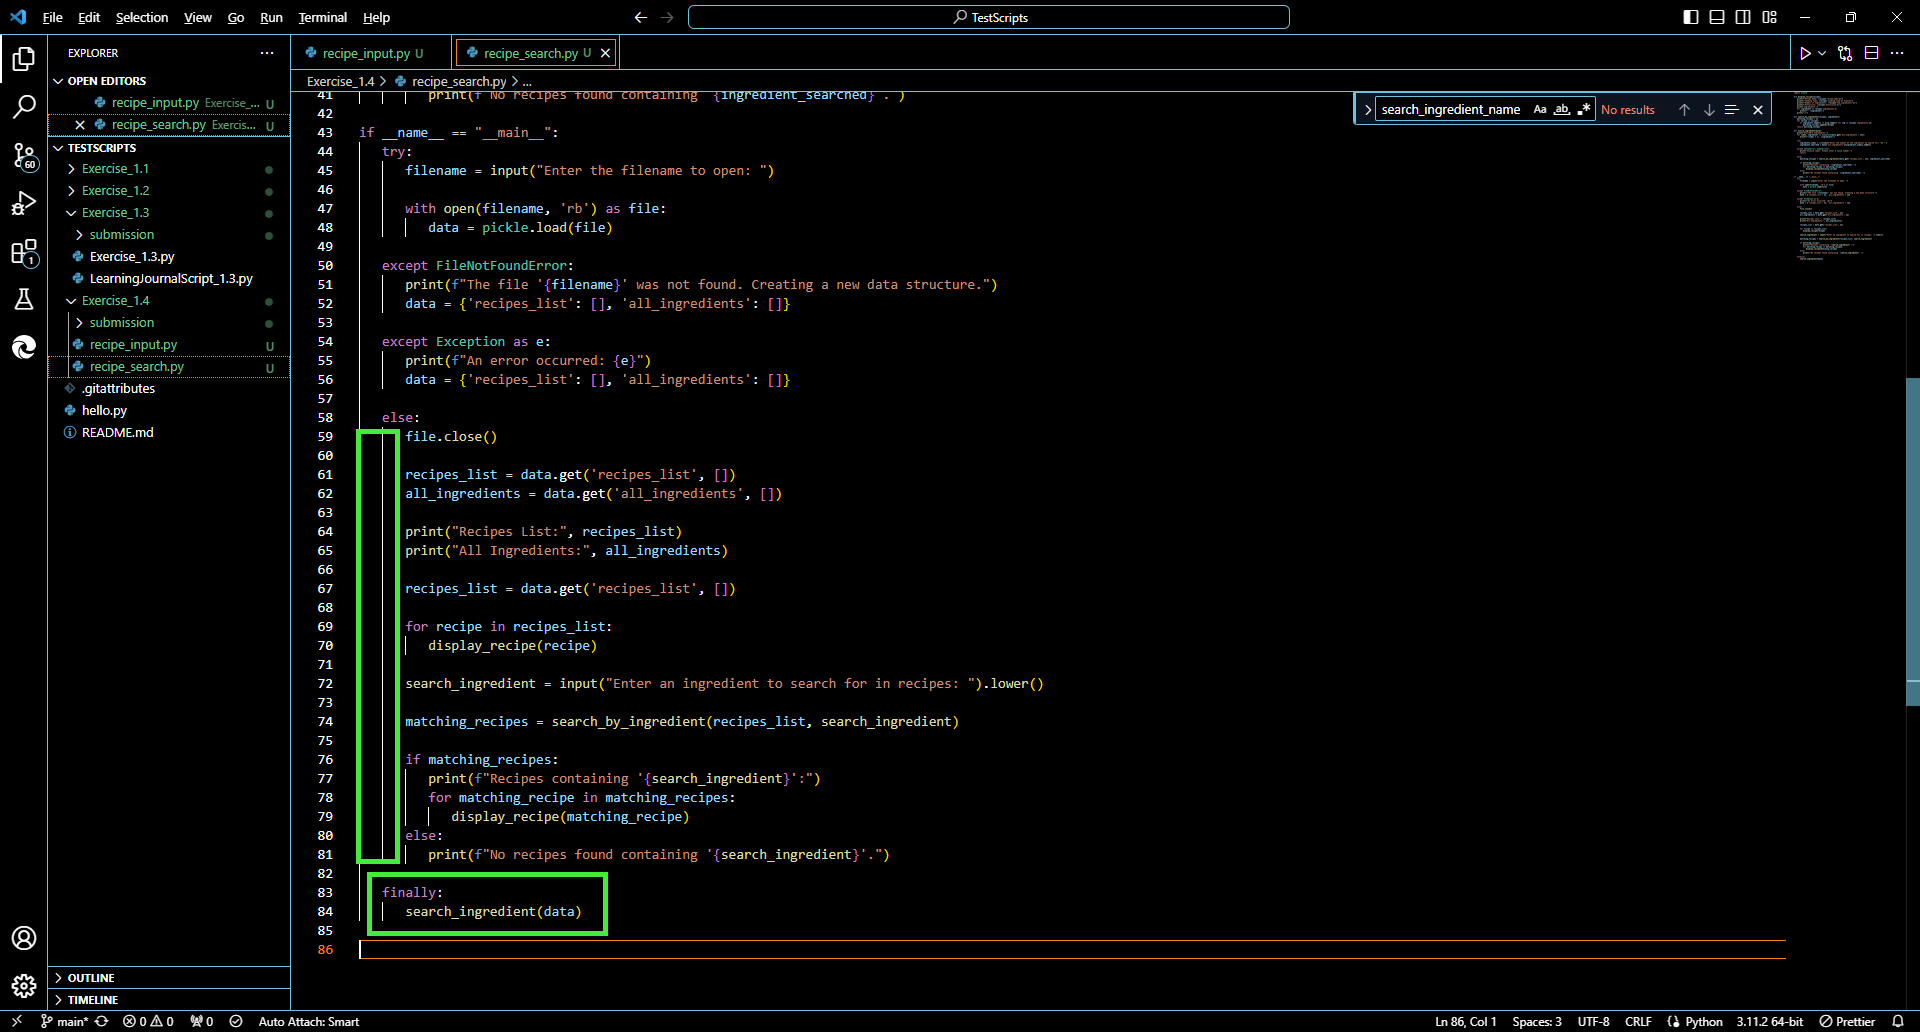 File Edit Selection View Go Run Terminal Help
TestScripts
EXPLORER
OPEN EDITORS
recipe_input.py Exercise_... U
recipe_search.py Exercis... U
TESTSCRIPTS
Exercise_1.1
Exercise_1.2
Exercise_1.3
submission
Exercise_1.3.py
LearningJournalScript_1.3.py
Exercise_1.4
submission
recipe_input.py U
recipe_search.py U
.gitattributes
hello.py
README.md
OUTLINE
TIMELINE
60
1
recipe_input.py U
recipe_search.py U
Exercise_1.4 > recipe_search.py > ...
search_ingredient_name Aa ab .* No results
41 print(f"No recipes found containing '{ingredient_searched}'.")
42
43 if __name__ == "__main__":
44 try:
45 filename = input("Enter the filename to open: ")
46
47 with open(filename, 'rb') as file:
48 data = pickle.load(file)
49
50 except FileNotFoundError:
51 print(f"The file '{filename}' was not found. Creating a new data structure.")
52 data = {'recipes_list': [], 'all_ingredients': []}
53
54 except Exception as e:
55 print(f"An error occurred: {e}")
56 data = {'recipes_list': [], 'all_ingredients': []}
57
58 else:
59 file.close()
60
61 recipes_list = data.get('recipes_list', [])
62 all_ingredients = data.get('all_ingredients', [])
63
64 print("Recipes List:", recipes_list)
65 print("All Ingredients:", all_ingredients)
66
67 recipes_list = data.get('recipes_list', [])
68
69 for recipe in recipes_list:
70 display_recipe(recipe)
71
72 search_ingredient = input("Enter an ingredient to search for in recipes: ").lower()
73
74 matching_recipes = search_by_ingredient(recipes_list, search_ingredient)
75
76 if matching_recipes:
77 print(f"Recipes containing '{search_ingredient}':")
78 for matching_recipe in matching_recipes:
79 display_recipe(matching_recipe)
80 else:
81 print(f"No recipes found containing '{search_ingredient}'.")
82
83 finally:
84 search_ingredient(data)
85
86
main* 0 0 0 Auto Attach: Smart
Ln 86, Col 1 Spaces: 3 UTF-8 CRLF Python 3.11.2 64-bit Prettier